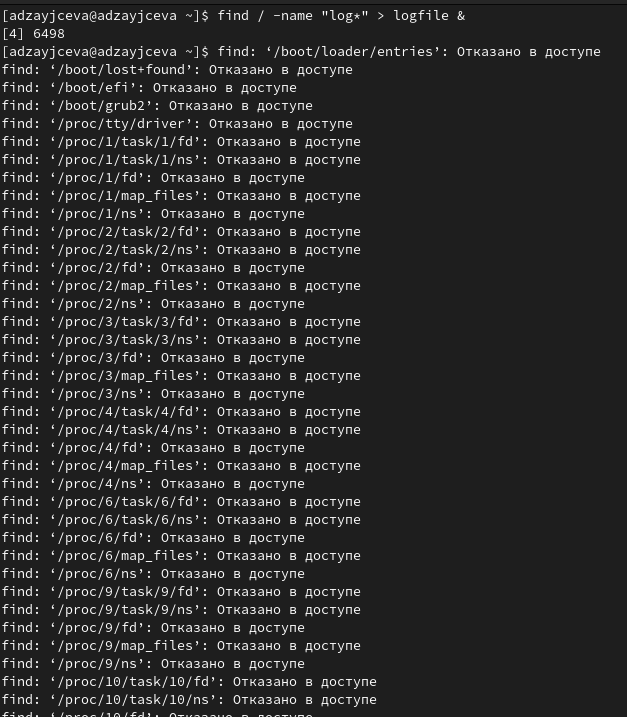 [adzayjceva@adzayjceva ~]$ find / -name "log*" > logfile &
[4] 6498
[adzayjceva@adzayjceva ~]$ find: ‘/boot/loader/entries’: Отказано в доступе
find: ‘/boot/lost+found’: Отказано в доступе
find: ‘/boot/efi’: Отказано в доступе
find: ‘/boot/grub2’: Отказано в доступе
find: ‘/proc/tty/driver’: Отказано в доступе
find: ‘/proc/1/task/1/fd’: Отказано в доступе
find: ‘/proc/1/task/1/ns’: Отказано в доступе
find: ‘/proc/1/fd’: Отказано в доступе
find: ‘/proc/1/map_files’: Отказано в доступе
find: ‘/proc/1/ns’: Отказано в доступе
find: ‘/proc/2/task/2/fd’: Отказано в доступе
find: ‘/proc/2/task/2/ns’: Отказано в доступе
find: ‘/proc/2/fd’: Отказано в доступе
find: ‘/proc/2/map_files’: Отказано в доступе
find: ‘/proc/2/ns’: Отказано в доступе
find: ‘/proc/3/task/3/fd’: Отказано в доступе
find: ‘/proc/3/task/3/ns’: Отказано в доступе
find: ‘/proc/3/fd’: Отказано в доступе
find: ‘/proc/3/map_files’: Отказано в доступе
find: ‘/proc/3/ns’: Отказано в доступе
find: ‘/proc/4/task/4/fd’: Отказано в доступе
find: ‘/proc/4/task/4/ns’: Отказано в доступе
find: ‘/proc/4/fd’: Отказано в доступе
find: ‘/proc/4/map_files’: Отказано в доступе
find: ‘/proc/4/ns’: Отказано в доступе
find: ‘/proc/6/task/6/fd’: Отказано в доступе
find: ‘/proc/6/task/6/ns’: Отказано в доступе
find: ‘/proc/6/fd’: Отказано в доступе
find: ‘/proc/6/map_files’: Отказано в доступе
find: ‘/proc/6/ns’: Отказано в доступе
find: ‘/proc/9/task/9/fd’: Отказано в доступе
find: ‘/proc/9/task/9/ns’: Отказано в доступе
find: ‘/proc/9/fd’: Отказано в доступе
find: ‘/proc/9/map_files’: Отказано в доступе
find: ‘/proc/9/ns’: Отказано в доступе
find: ‘/proc/10/task/10/fd’: Отказано в доступе
find: ‘/proc/10/task/10/ns’: Отказано в доступе
find: ‘/proc/10/fd’: Отказано в доступе